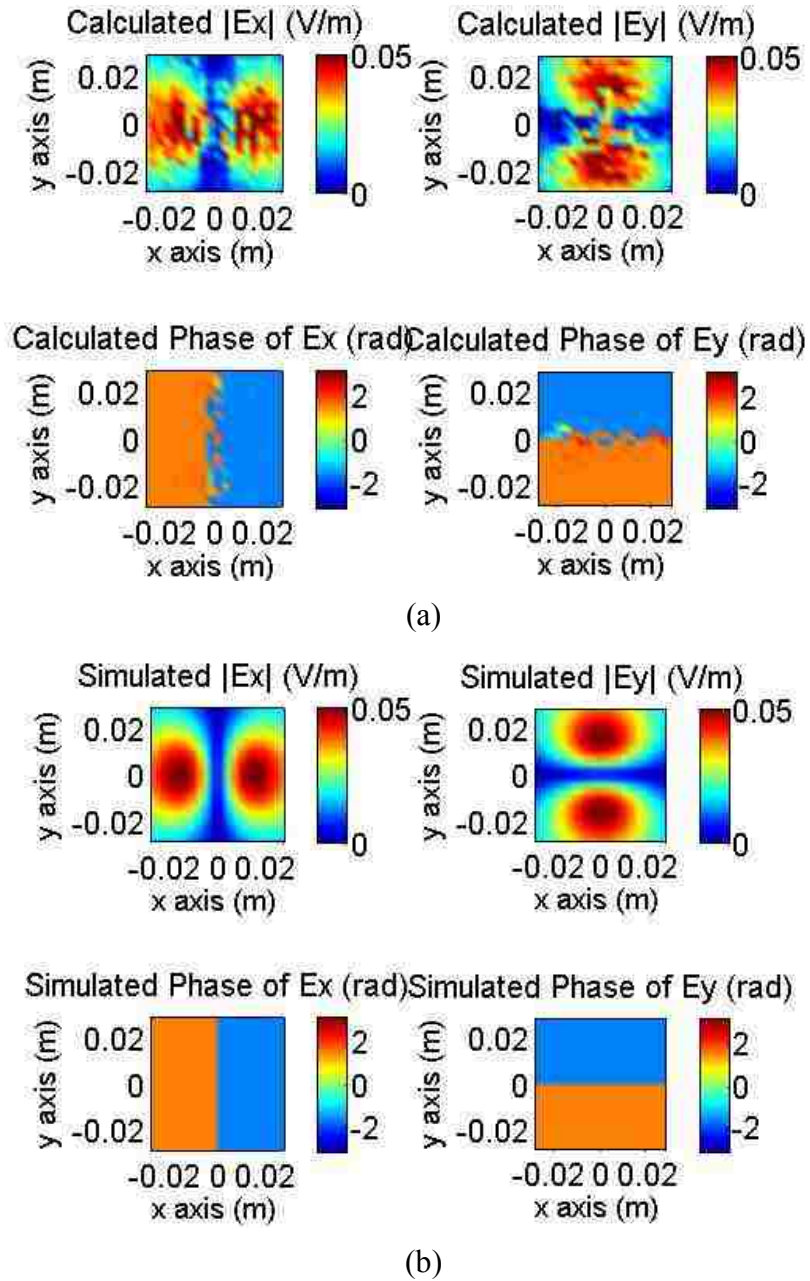 Calculated |Ex| (V/m)
Calculated |Ey| (V/m)
y axis (m)
0.02
0
-0.02
-0.02 0 0.02
x axis (m)
0.05
0
y axis (m)
0.02
0
-0.02
-0.02 0 0.02
x axis (m)
0.05
0
Calculated Phase of Ex (rad)
Calculated Phase of Ey (rad)
y axis (m)
0.02
0
-0.02
-0.02 0 0.02
x axis (m)
2
0
-2
y axis (m)
0.02
0
-0.02
-0.02 0 0.02
x axis (m)
2
0
-2
(a)
Simulated |Ex| (V/m)
Simulated |Ey| (V/m)
y axis (m)
0.02
0
-0.02
-0.02 0 0.02
x axis (m)
0.05
0
y axis (m)
0.02
0
-0.02
-0.02 0 0.02
x axis (m)
0.05
0
Simulated Phase of Ex (rad)
Simulated Phase of Ey (rad)
y axis (m)
0.02
0
-0.02
-0.02 0 0.02
x axis (m)
2
0
-2
y axis (m)
0.02
0
-0.02
-0.02 0 0.02
x axis (m)
2
0
-2
(b)